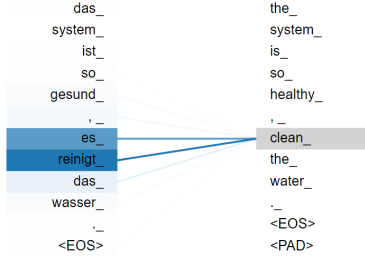 das_ the_
system_ system_
ist_ is_
so_ so_
gesund_ healthy_
,_ ,_
es_ clean_
reinigt_ the_
das_ water_
wasser_ ._
._ <EOS>
<EOS> <PAD>